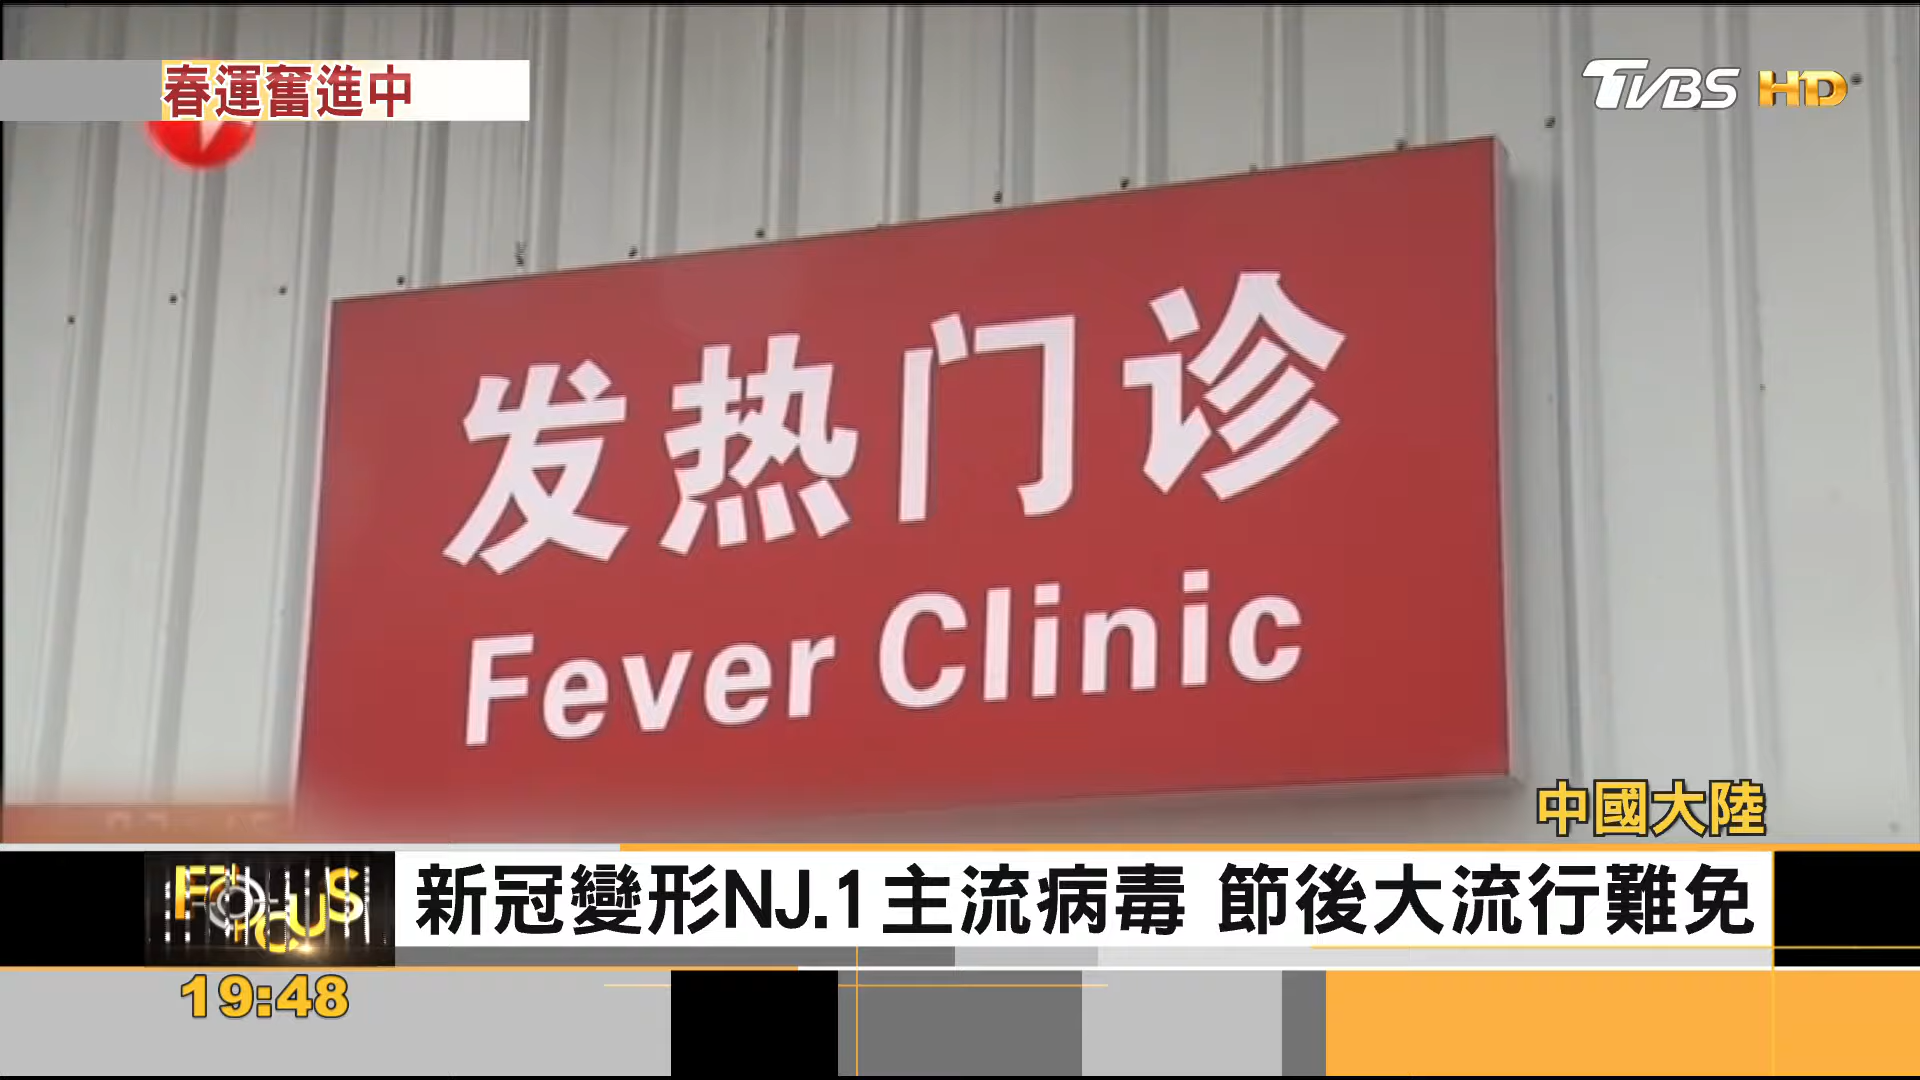 春運奮進中
TVBS HD
发热门诊
Fever Clinic
中國大陸
FOCUS
新冠變形NJ.1主流病毒 節後大流行難免
19:48